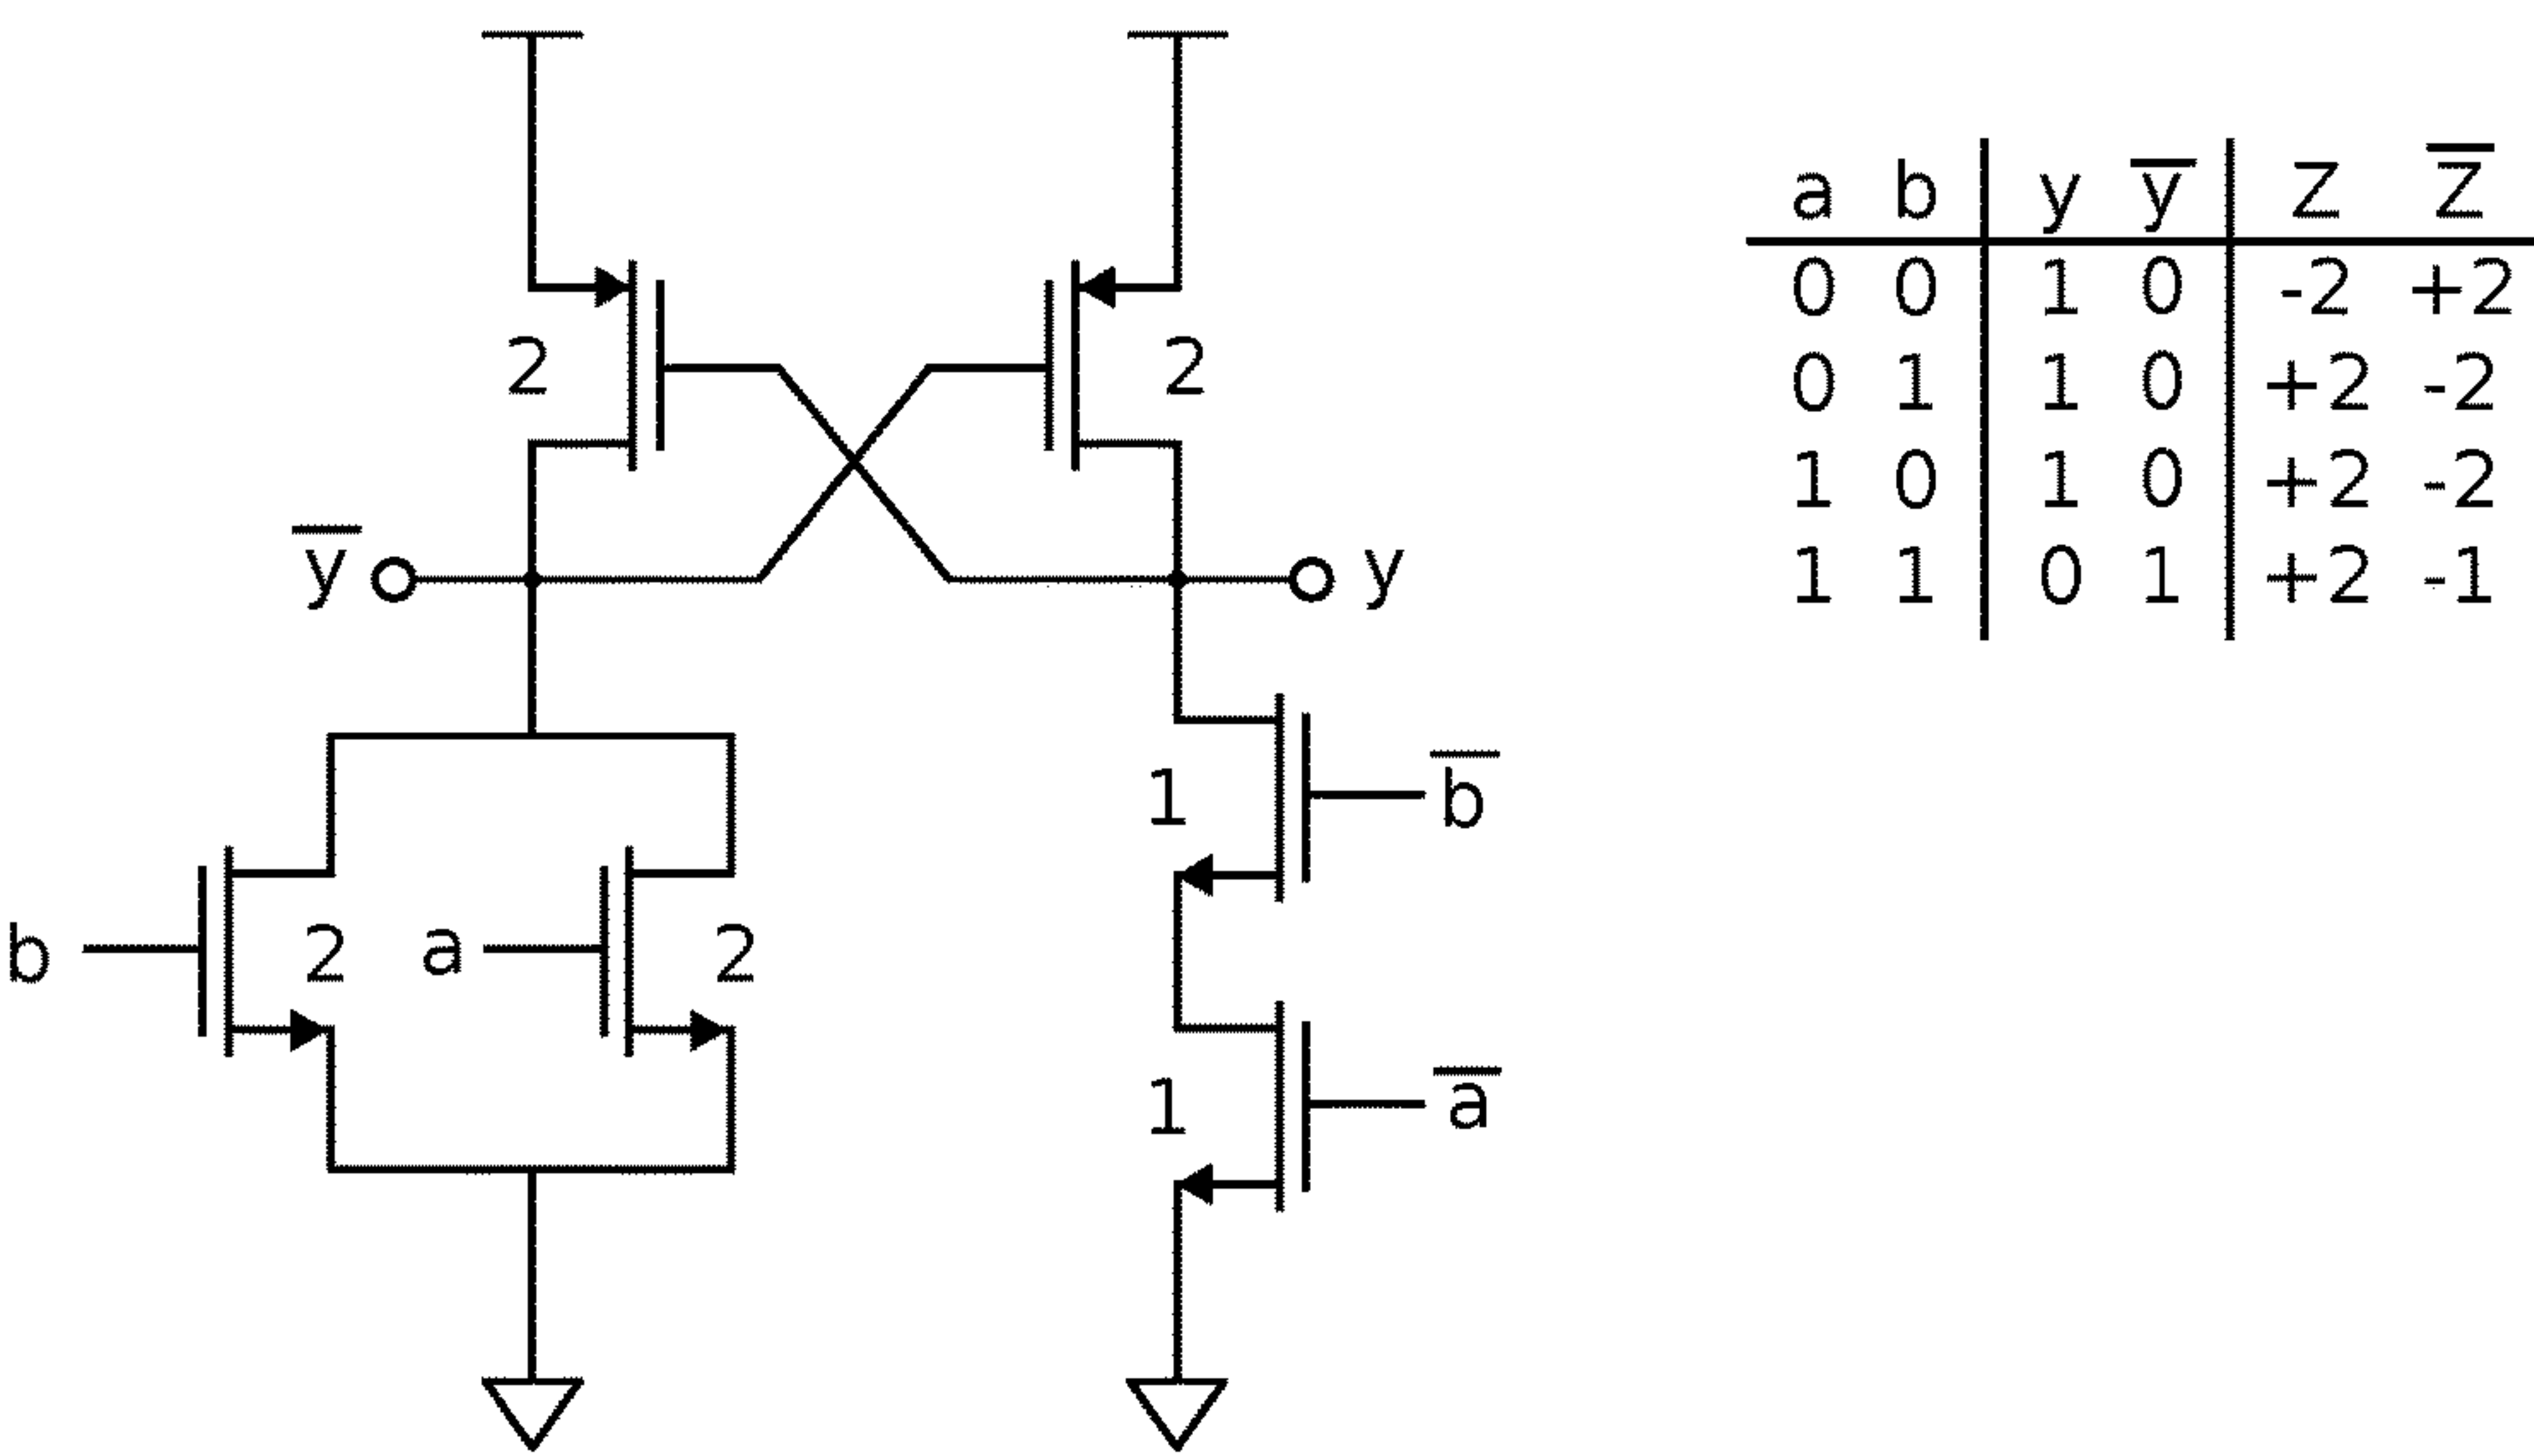 a b y y̅ z z̅
0 0 1 0 -2 +2
2 2
0 1 1 0 +2 -2
1 0 1 0 +2 -2
y̅ y
1 1 0 1 +2 -1
1 b̅
b 2 a 2
1 a̅